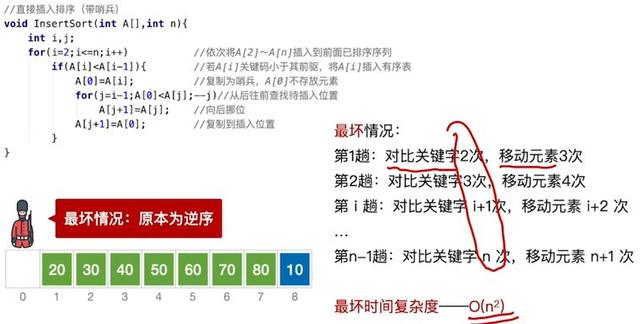 //直接插入排序（带哨兵）
void InsertSort(int A[],int n){
int i,j;
for(i=2;i<=n;i++) //依次将A[2]～A[n]插入到前面已排序序列
if(A[i]<A[i-1]){ //若A[i]关键码小于其前驱，将A[i]插入有序表
A[0]=A[i]; //复制为哨兵，A[0]不存放元素
for(j=i-1;A[0]<A[j];--j)//从后往前查找待插入位置
A[j+1]=A[j]; //向后挪位
A[j+1]=A[0]; //复制到插入位置
}
}
最坏情况：原本为逆序
20 30 40 50 60 70 80 10
0 1 2 3 4 5 6 7 8
最坏情况：
第1趟：对比关键字2次，移动元素3次
第2趟：对比关键字3次，移动元素4次
第 i 趟：对比关键字 i+1次，移动元素 i+2 次
...
第n-1趟：对比关键字 n 次，移动元素 n+1 次
最坏时间复杂度——O(n²)